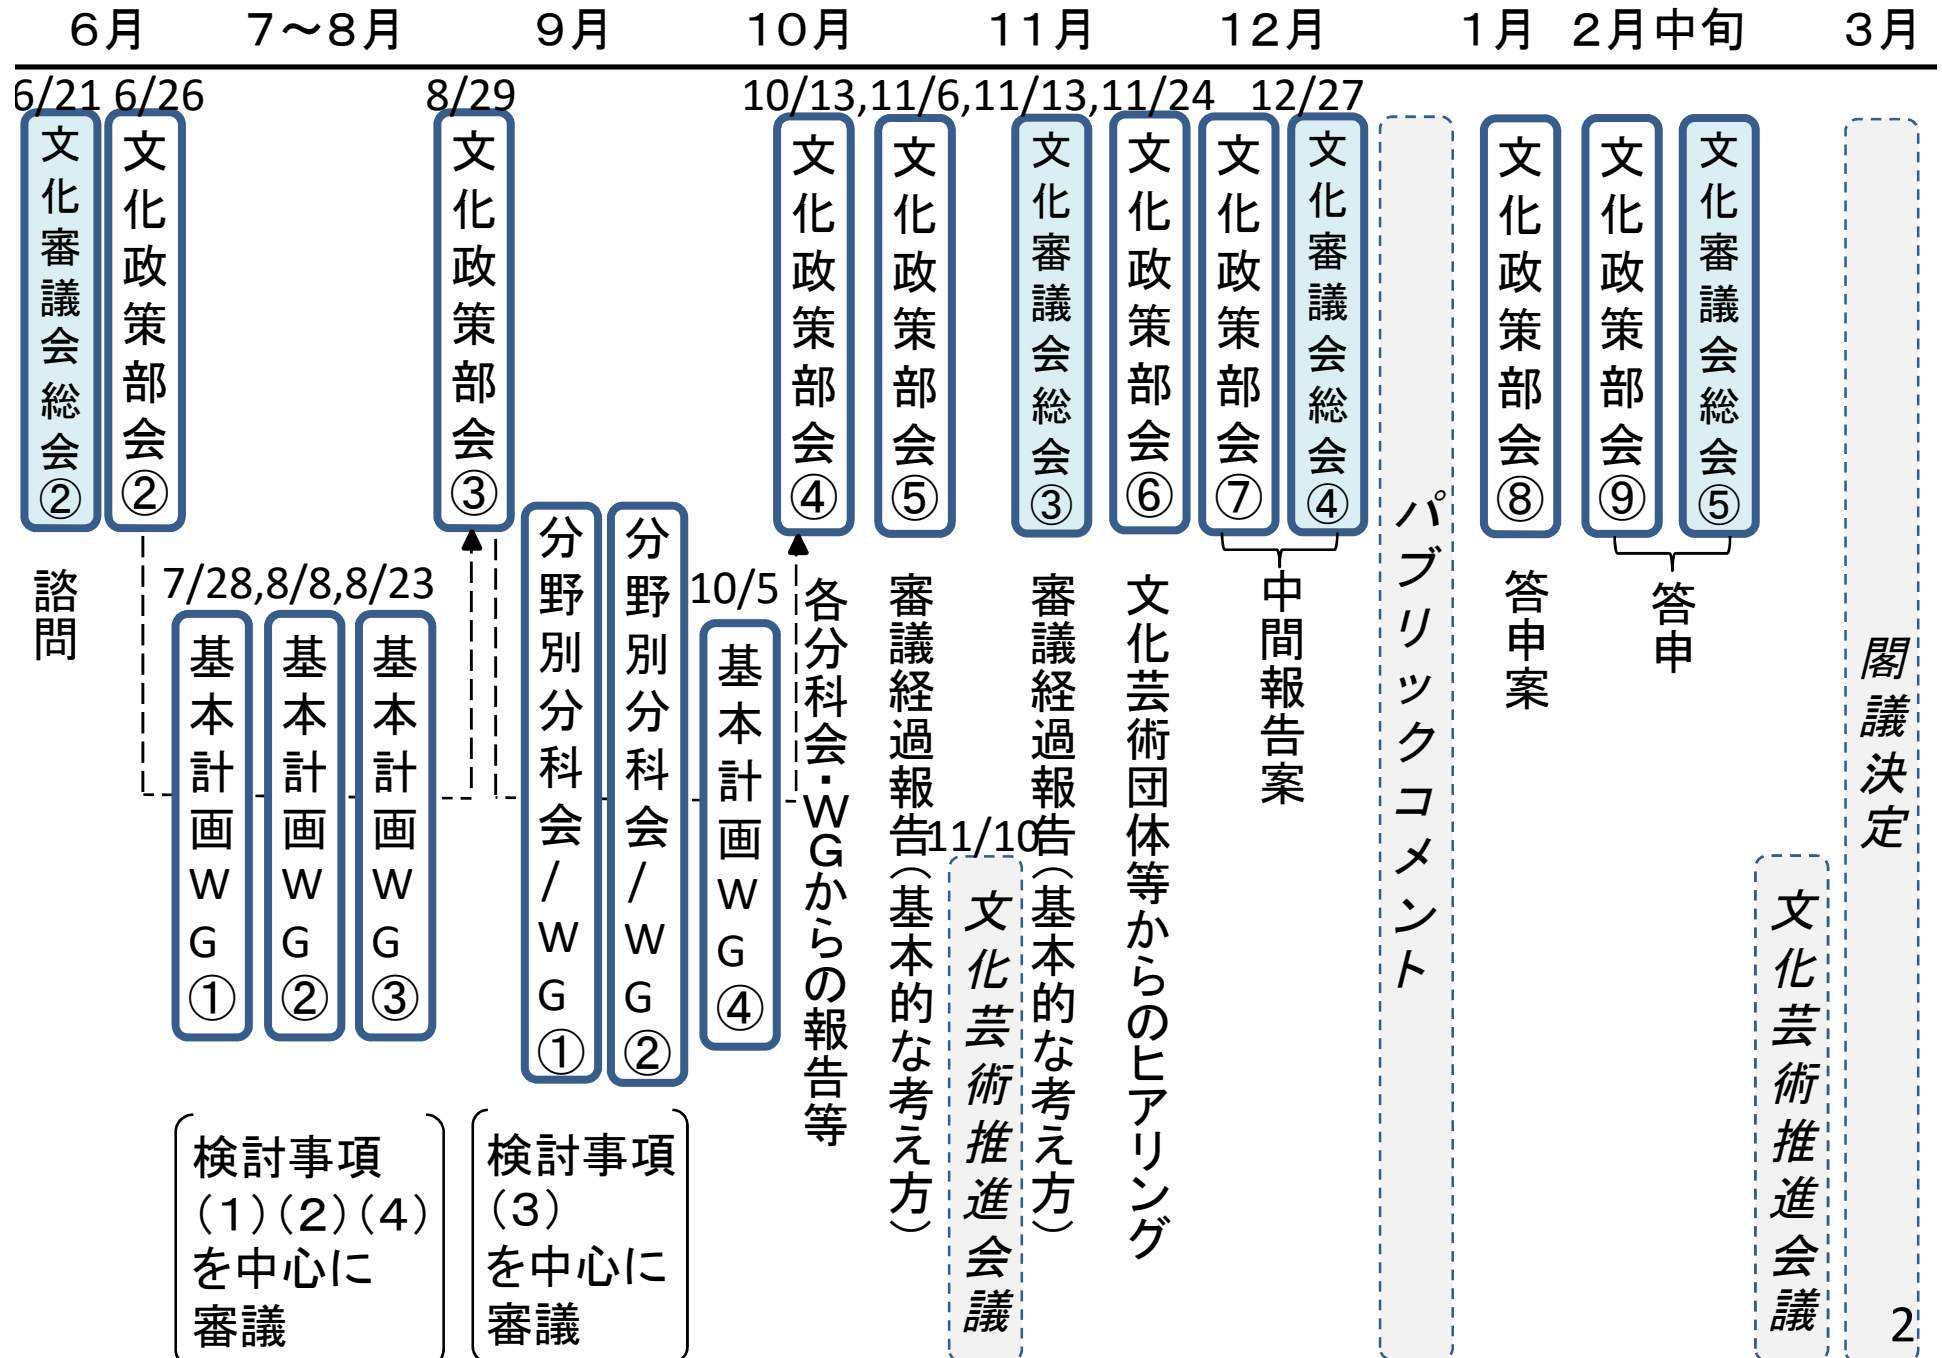 6月
7～8月
9月
10月
11月
12月
1月
2月中旬
3月
6/21
6/26
8/29
10/13,11/6,11/13,11/24
12/27
文化審議会総会②
文化政策部会②
文化政策部会③
文化政策部会④
文化政策部会⑤
文化審議会総会③
文化政策部会⑥
文化政策部会⑦
文化審議会総会④
パブリックコメント
文化政策部会⑧
文化政策部会⑨
文化審議会総会⑤
閣議決定
諮問
7/28,8/8,8/23
基本計画WG①
基本計画WG②
基本計画WG③
分野別分科会/WG①
分野別分科会/WG②
10/5
基本計画WG④
各分科会・WGからの報告等
審議経過報告（基本的な考え方）
11/10
文化芸術推進会議
審議経過報告（基本的な考え方）
文化芸術団体等からのヒアリング
中間報告案
答申案
答申
文化芸術推進会議
検討事項
（1）（2）（4）
を中心に
審議
検討事項
（3）
を中心に
審議
2